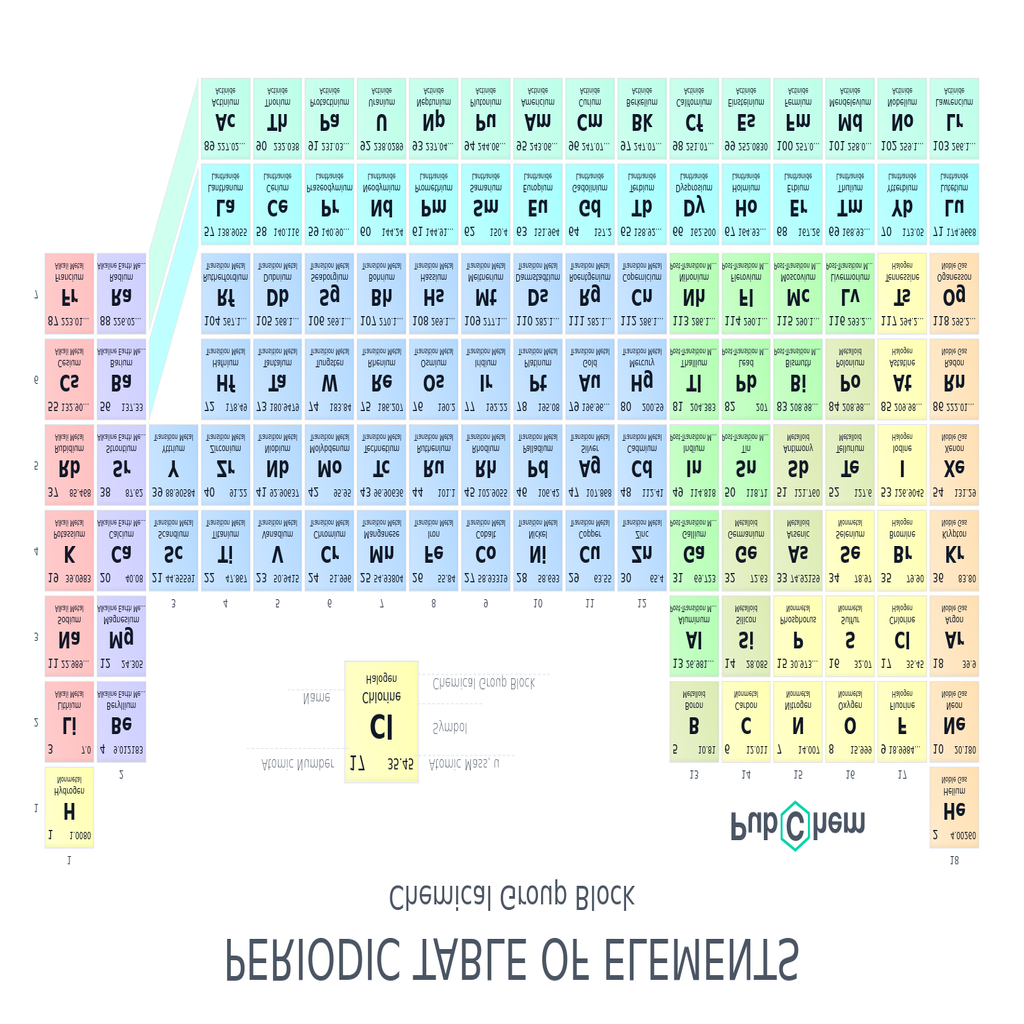 PERIODIC TABLE OF ELEMENTS
Chemical Group Block
PubChem
1 18
1 1 1.0080 2 4.00260
H He
Hydrogen Helium
Nonmetal Noble Gas
2 13 14 15 16 17
Atomic Number 17 35.45 Atomic Mass, u
Cl Symbol
Name Chlorine Chemical Group Block
Halogen
2 3 7.0 4 9.012183 5 10.81 6 12.011 7 14.007 8 15.999 9 18.9984... 10 20.180
Li Be B C N O F Ne
Lithium Beryllium Boron Carbon Nitrogen Oxygen Fluorine Neon
Alkali Metal Alkaline Earth Me... Metalloid Nonmetal Nonmetal Nonmetal Halogen Noble Gas
3 11 22.989... 12 24.305 13 26.981... 14 28.085 15 30.973... 16 32.07 17 35.45 18 39.9
Na Mg Al Si P S Cl Ar
Sodium Magnesium Aluminum Silicon Phosphorus Sulfur Chlorine Argon
Alkali Metal Alkaline Earth Me... Post-Transition M... Metalloid Nonmetal Nonmetal Halogen Noble Gas
3 4 5 6 7 8 9 10 11 12
4 19 39.0983 20 40.08 21 44.95591 22 47.867 23 50.9415 24 51.996 25 54.93804 26 55.84 27 58.93319 28 58.693 29 63.55 30 65.4 31 69.723 32 72.63 33 74.92159 34 78.97 35 79.90 36 83.80
K Ca Sc Ti V Cr Mn Fe Co Ni Cu Zn Ga Ge As Se Br Kr
Potassium Calcium Scandium Titanium Vanadium Chromium Manganese Iron Cobalt Nickel Copper Zinc Gallium Germanium Arsenic Selenium Bromine Krypton
Alkali Metal Alkaline Earth Me... Transition Metal Transition Metal Transition Metal Transition Metal Transition Metal Transition Metal Transition Metal Transition Metal Transition Metal Transition Metal Post-Transition M... Metalloid Metalloid Nonmetal Halogen Noble Gas
5 37 85.468 38 87.62 39 88.90584 40 91.22 41 92.90637 42 95.95 43 96.90636 44 101.1 45 102.9055 46 106.42 47 107.868 48 112.41 49 114.818 50 118.71 51 121.760 52 127.6 53 126.9045 54 131.29
Rb Sr Y Zr Nb Mo Tc Ru Rh Pd Ag Cd In Sn Sb Te I Xe
Rubidium Strontium Yttrium Zirconium Niobium Molybdenum Technetium Ruthenium Rhodium Palladium Silver Cadmium Indium Tin Antimony Tellurium Iodine Xenon
Alkali Metal Alkaline Earth Me... Transition Metal Transition Metal Transition Metal Transition Metal Transition Metal Transition Metal Transition Metal Transition Metal Transition Metal Transition Metal Post-Transition M... Post-Transition M... Metalloid Metalloid Halogen Noble Gas
6 55 132.90... 56 137.33 72 178.49 73 180.9479 74 183.84 75 186.207 76 190.2 77 192.22 78 195.08 79 196.96... 80 200.59 81 204.383 82 207 83 208.98... 84 208.98... 85 209.98... 86 222.01...
Cs Ba Hf Ta W Re Os Ir Pt Au Hg Tl Pb Bi Po At Rn
Cesium Barium Hafnium Tantalum Tungsten Rhenium Osmium Iridium Platinum Gold Mercury Thallium Lead Bismuth Polonium Astatine Radon
Alkali Metal Alkaline Earth Me... Transition Metal Transition Metal Transition Metal Transition Metal Transition Metal Transition Metal Transition Metal Transition Metal Transition Metal Post-Transition M... Post-Transition M... Post-Transition M... Metalloid Halogen Noble Gas
7 87 223.01... 88 226.02... 104 267.1... 105 268.1... 106 269.1... 107 270.1... 108 269.1... 109 277.1... 110 282.1... 111 282.1... 112 286.1... 113 286.1... 114 290.1... 115 290.1... 116 293.2... 117 294.2... 118 295.2...
Fr Ra Rf Db Sg Bh Hs Mt Ds Rg Cn Nh Fl Mc Lv Ts Og
Francium Radium Rutherfordium Dubnium Seaborgium Bohrium Hassium Meitnerium Darmstadtium Roentgenium Copernicium Nihonium Flerovium Moscovium Livermorium Tennessine Oganesson
Alkali Metal Alkaline Earth Me... Transition Metal Transition Metal Transition Metal Transition Metal Transition Metal Transition Metal Transition Metal Transition Metal Transition Metal Post-Transition M... Post-Transition M... Post-Transition M... Post-Transition M... Halogen Noble Gas
57 138.9055 58 140.116 59 140.90... 60 144.24 61 144.91... 62 150.4 63 151.964 64 157.2 65 158.92... 66 162.500 67 164.93... 68 167.26 69 168.93... 70 173.05 71 174.9668
La Ce Pr Nd Pm Sm Eu Gd Tb Dy Ho Er Tm Yb Lu
Lanthanum Cerium Praseodymium Neodymium Promethium Samarium Europium Gadolinium Terbium Dysprosium Holmium Erbium Thulium Ytterbium Lutetium
Lanthanide Lanthanide Lanthanide Lanthanide Lanthanide Lanthanide Lanthanide Lanthanide Lanthanide Lanthanide Lanthanide Lanthanide Lanthanide Lanthanide Lanthanide
89 227.02... 90 232.038 91 231.03... 92 238.0289 93 237.04... 94 244.06... 95 243.06... 96 247.07... 97 247.07... 98 251.07... 99 252.0830 100 257.0... 101 258.0... 102 259.1... 103 266.1...
Ac Th Pa U Np Pu Am Cm Bk Cf Es Fm Md No Lr
Actinium Thorium Protactinium Uranium Neptunium Plutonium Americium Curium Berkelium Californium Einsteinium Fermium Mendelevium Nobelium Lawrencium
Actinide Actinide Actinide Actinide Actinide Actinide Actinide Actinide Actinide Actinide Actinide Actinide Actinide Actinide Actinide